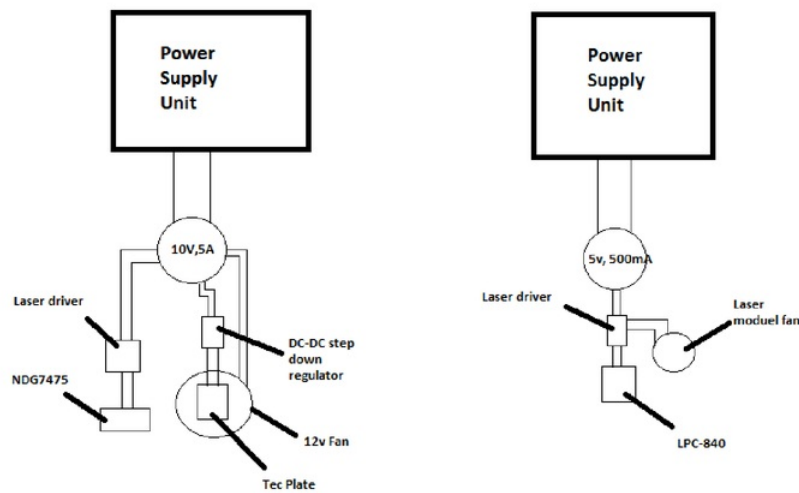 Power
Supply
Unit
10V,5A
Laser driver
DC-DC step
down
regulator
NDG7475
12v Fan
Tec Plate
Power
Supply
Unit
5v, 500mA
Laser driver
Laser
moduel fan
LPC-840